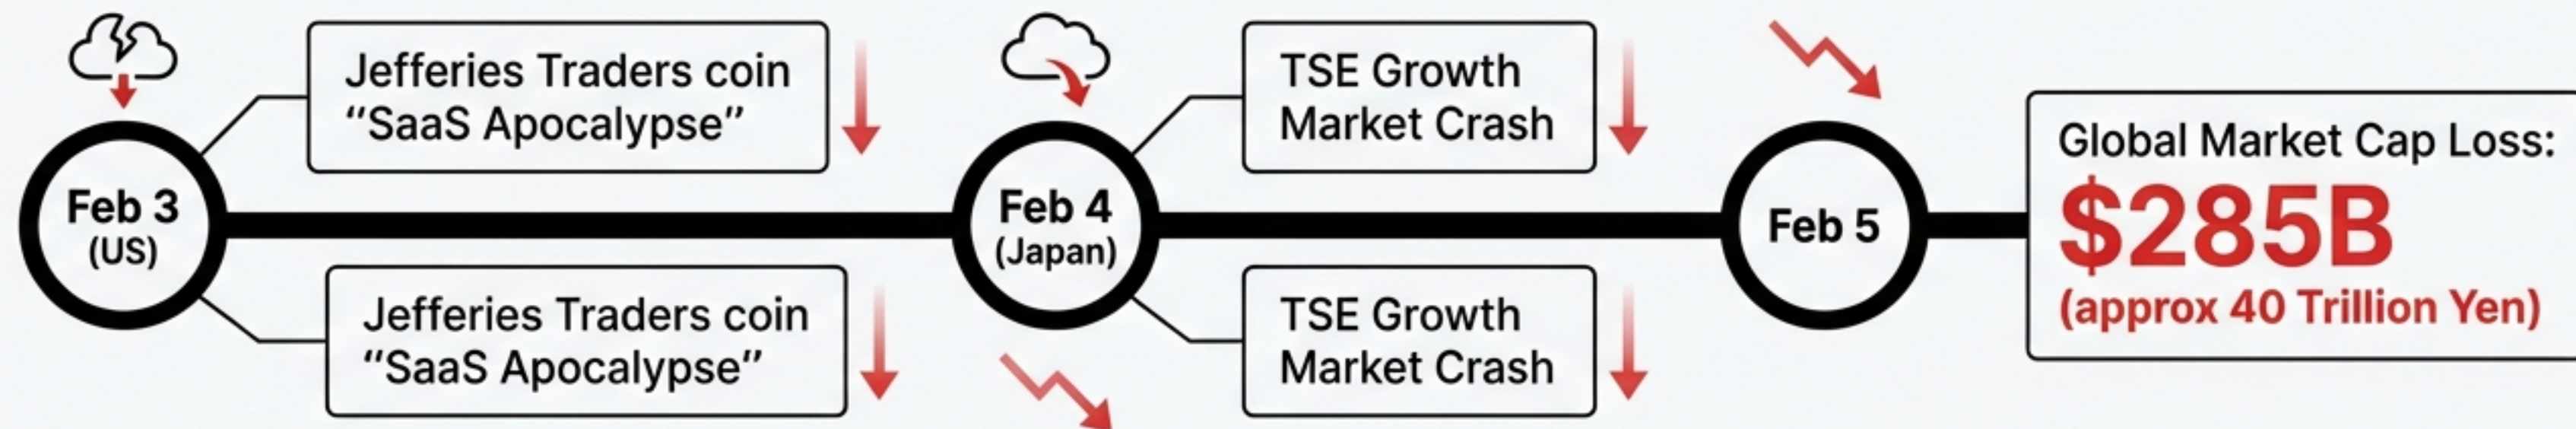 Jefferies Traders coin
“SaaS Apocalypse”
Feb 3
(US)
Jefferies Traders coin
“SaaS Apocalypse”
TSE Growth
Market Crash
Feb 4
(Japan)
TSE Growth
Market Crash
Feb 5
Global Market Cap Loss:
$285B
(approx 40 Trillion Yen)